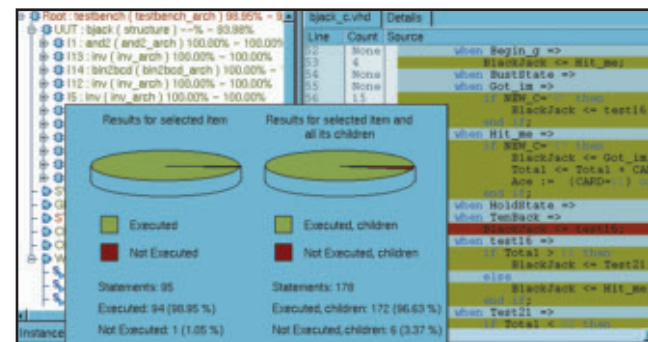 Root : testbench ( testbench_arch ) 98.95% - 9
UUT : bjack ( structure ) --% - 93.98%
I5 : and2 ( and2_arch ) 100.00% - 100.00%
I13 : inv ( inv_arch ) 100.00% - 100.00%
I14 : bin2bcd ( bin2bcd_arch ) 100.00% -
I12 : inv ( inv_arch ) 100.00% - 100.00%
I6 : inv ( inv_arch ) 100.00% - 100.00%
Instance
Results for selected item
Results for selected item and
all its children
Executed
Executed, children
Not Executed
Not Executed, children
Statements: 95
Statements: 178
Executed: 94 (98.95 %)
Executed, children: 172 (96.63 %)
Not Executed: 1 (1.05 %)
Not Executed, children: 6 (3.37 %)
bjack_c.vhd Details
Line Count Source
52 None when Begin_g =>
53 4 BlackJack <= Hit_me;
54 None when BustState =>
55 None when Got_im =>
56 15 if NEW_C= then
BlackJack <= test16
end if;
when Hit_me =>
if NEW_C= then
BlackJack <= Got_im
Total <= Total + CA
Ace := (CARD= ) o
end if;
when HoldState =>
when TenBack =>
BlackJack <= test16;
when test16 =>
if Total > then
BlackJack <= Test21
else
BlackJack <= Hit_me
end if;
when Test21 =>
if Total < then